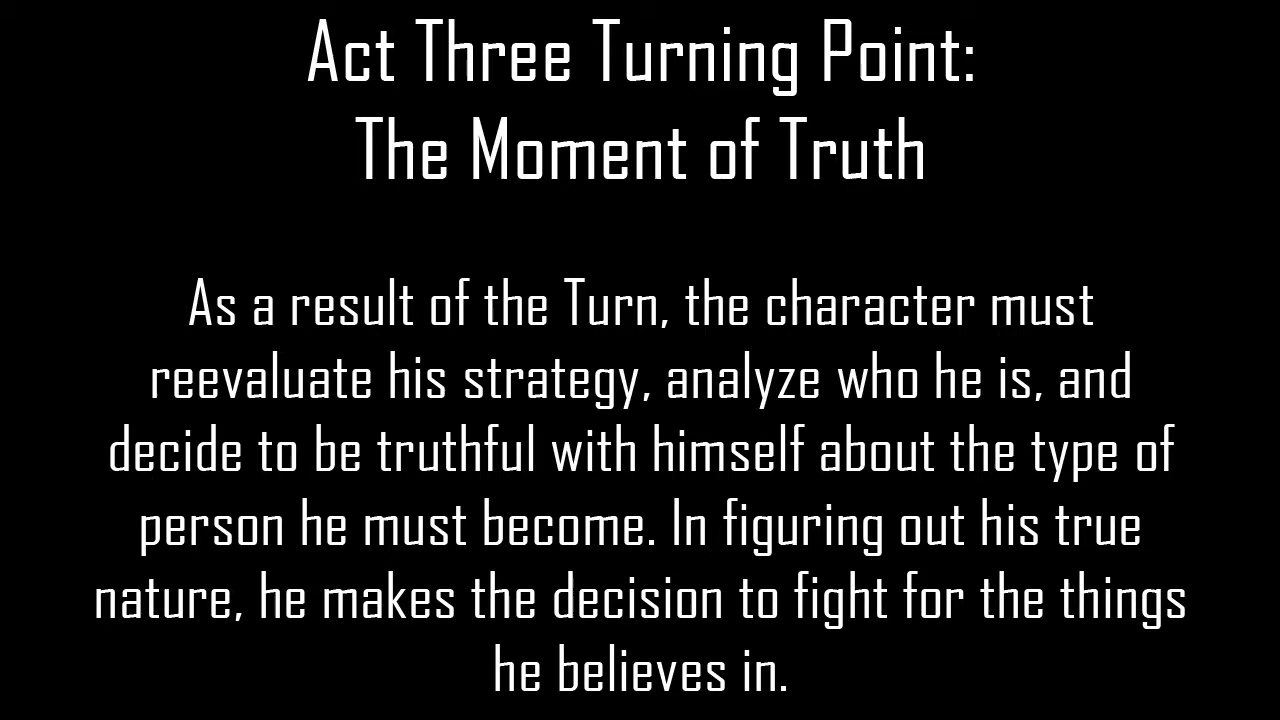 Act Three Turning Point:
The Moment of Truth
As a result of the Turn, the character must
reevaluate his strategy, analyze who he is, and
decide to be truthful with himself about the type of
person he must become. In figuring out his true
nature, he makes the decision to fight for the things
he believes in.